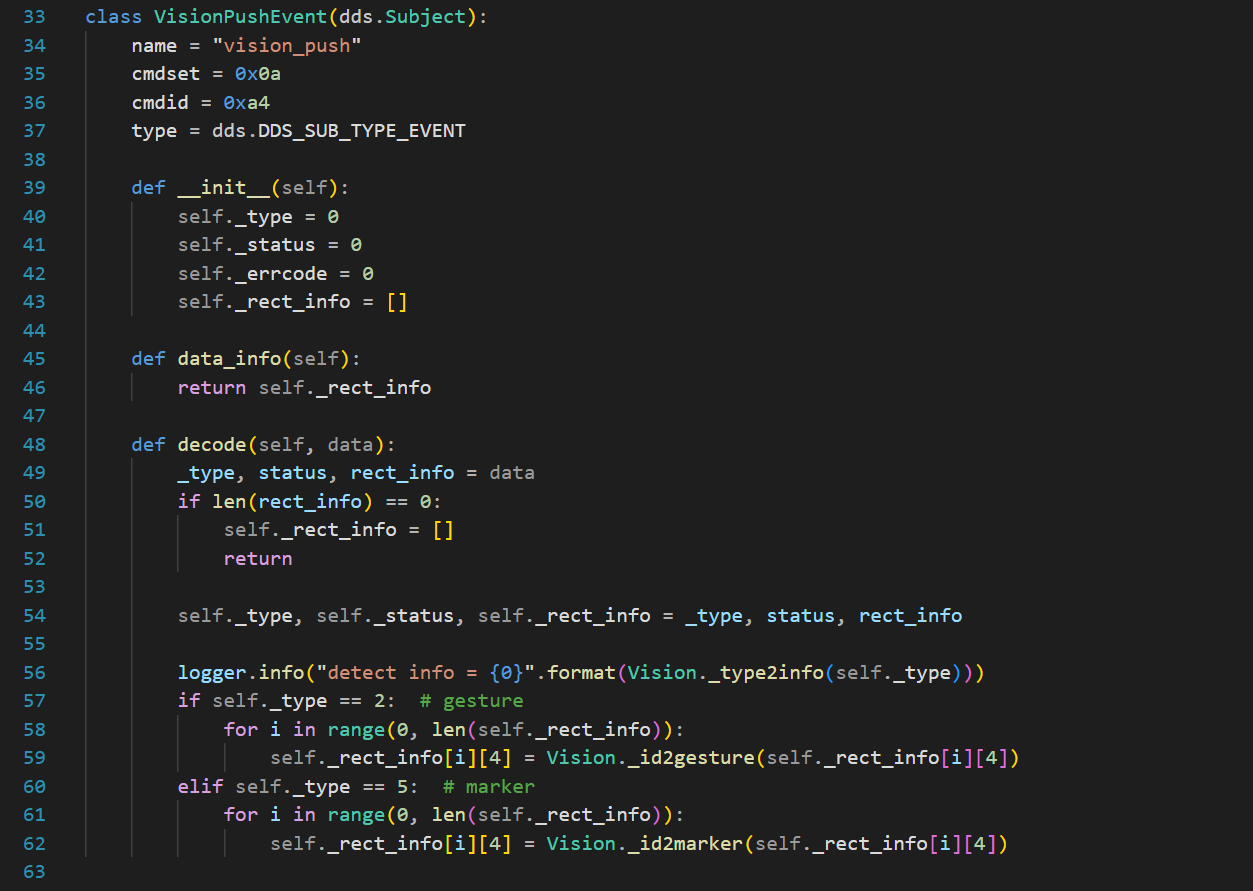 33 class VisionPushEvent(dds.Subject):
34     name = "vision_push"
35     cmdset = 0x0a
36     cmdid = 0xa4
37     type = dds.DDS_SUB_TYPE_EVENT
38
39     def __init__(self):
40         self._type = 0
41         self._status = 0
42         self._errcode = 0
43         self._rect_info = []
44
45     def data_info(self):
46         return self._rect_info
47
48     def decode(self, data):
49         _type, status, rect_info = data
50         if len(rect_info) == 0:
51             self._rect_info = []
52             return
53
54         self._type, self._status, self._rect_info = _type, status, rect_info
55
56         logger.info("detect info = {0}".format(Vision._type2info(self._type)))
57         if self._type == 2:  # gesture
58             for i in range(0, len(self._rect_info)):
59                 self._rect_info[i][4] = Vision._id2gesture(self._rect_info[i][4])
60         elif self._type == 5:  # marker
61             for i in range(0, len(self._rect_info)):
62                 self._rect_info[i][4] = Vision._id2marker(self._rect_info[i][4])
63